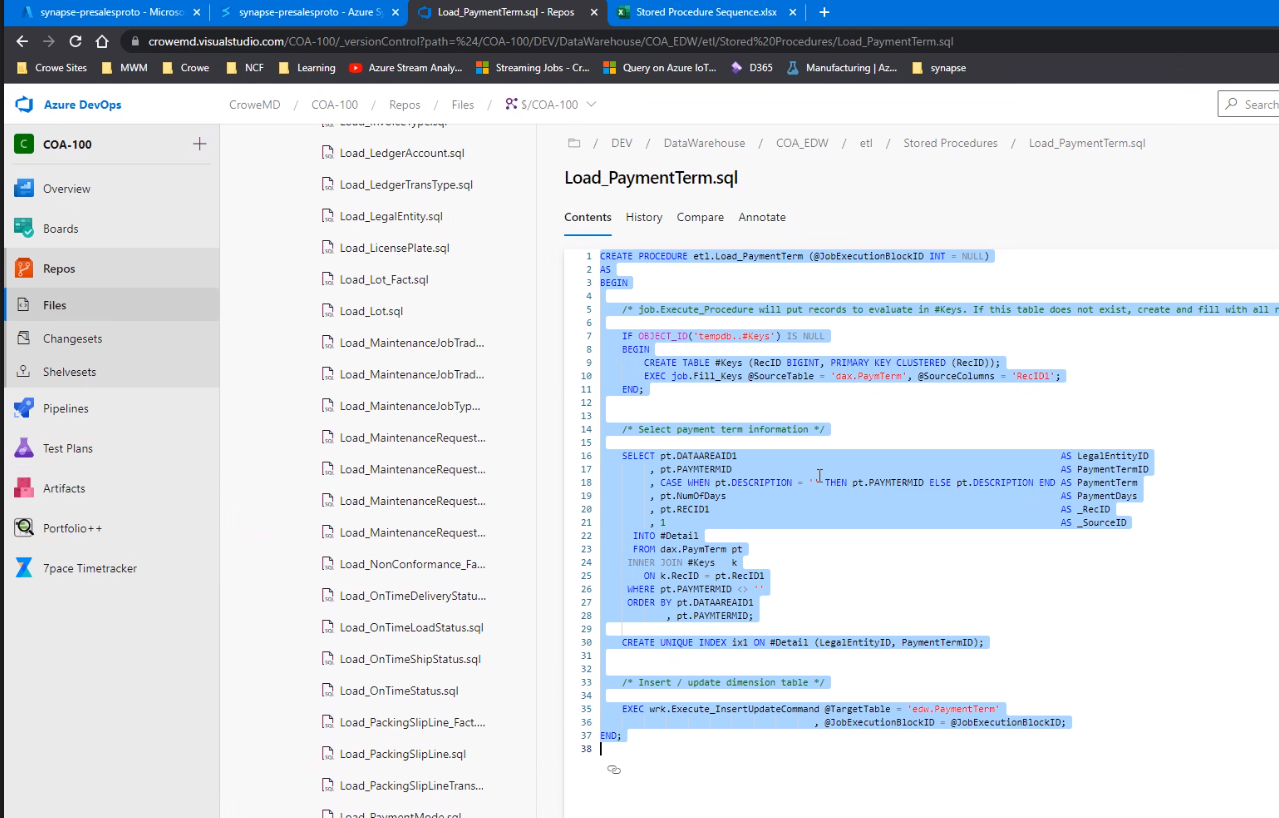 synapse-presalesproto - Microso
synapse-presalesproto - Azure Sy
Load_PaymentTerm.sql - Repos
Stored Procedure Sequence.xlsx
crowemd.visualstudio.com/COA-100/_versionControl?path=%24/COA-100/DEV/DataWarehouse/COA_EDW/etl/Stored%20Procedures/Load_PaymentTerm.sql
Crowe Sites
MWM
Crowe
NCF
Learning
Azure Stream Analy...
Streaming Jobs - Cr...
Query on Azure IoT...
D365
Manufacturing | Az...
synapse
Azure DevOps
CroweMD / COA-100 / Repos / Files / $/COA-100
Search
C COA-100
Overview
Boards
Repos
Files
Changesets
Shelvesets
Pipelines
Test Plans
Artifacts
Portfolio++
7pace Timetracker
Load_InvoiceType.sql
Load_LedgerAccount.sql
Load_LedgerTransType.sql
Load_LegalEntity.sql
Load_LicensePlate.sql
Load_Lot_Fact.sql
Load_Lot.sql
Load_MaintenanceJobTrad...
Load_MaintenanceJobTrad...
Load_MaintenanceJobTyp...
Load_MaintenanceRequest...
Load_MaintenanceRequest...
Load_MaintenanceRequest...
Load_MaintenanceRequest...
Load_NonConformance_Fa...
Load_OnTimeDeliveryStatu...
Load_OnTimeLoadStatus.sql
Load_OnTimeShipStatus.sql
Load_OnTimeStatus.sql
Load_PackingSlipLine_Fact....
Load_PackingSlipLine.sql
Load_PackingSlipLineTrans...
Load_PaymentMode.sql
/ DEV / DataWarehouse / COA_EDW / etl / Stored Procedures / Load_PaymentTerm.sql
Load_PaymentTerm.sql
Contents History Compare Annotate
1 CREATE PROCEDURE etl.Load_PaymentTerm (@JobExecutionBlockID INT = NULL)
2 AS
3 BEGIN
4
5 /* job.Execute_Procedure will put records to evaluate in #Keys. If this table does not exist, create and fill with all
6
7 IF OBJECT_ID('tempdb..#Keys') IS NULL
8 BEGIN
9 CREATE TABLE #Keys (RecID BIGINT, PRIMARY KEY CLUSTERED (RecID));
10 EXEC job.Fill_Keys @SourceTable = 'dax.PaymTerm', @SourceColumns = 'RecID1';
11 END;
12
13
14 /* Select payment term information */
15
16 SELECT pt.DATAAREAID1 AS LegalEntityID
17 , pt.PAYMTERMID AS PaymentTermID
18 , CASE WHEN pt.DESCRIPTION = '' THEN pt.PAYMTERMID ELSE pt.DESCRIPTION END AS PaymentTerm
19 , pt.NumOfDays AS PaymentDays
20 , pt.RECID1 AS _RecID
21 , 1 AS _SourceID
22 INTO #Detail
23 FROM dax.PaymTerm pt
24 INNER JOIN #Keys k
25 ON k.RecID = pt.RECID1
26 WHERE pt.PAYMTERMID <> ''
27 ORDER BY pt.DATAAREAID1
28 , pt.PAYMTERMID;
29
30 CREATE UNIQUE INDEX ix1 ON #Detail (LegalEntityID, PaymentTermID);
31
32
33 /* Insert / update dimension table */
34
35 EXEC wrk.Execute_InsertUpdateCommand @TargetTable = 'edw.PaymentTerm'
36 , @JobExecutionBlockID = @JobExecutionBlockID;
37 END;
38